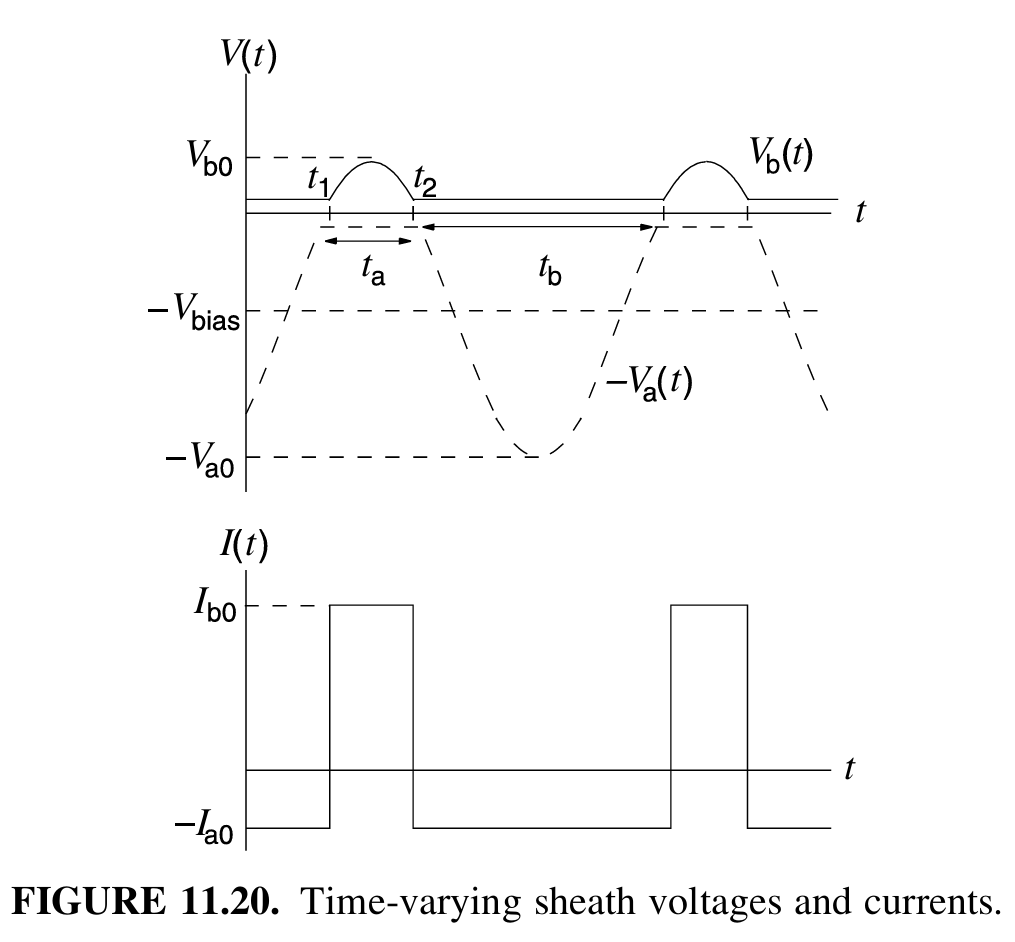 V(t)
V_b0
t_1
t_2
V_b(t)
t
t_a
t_b
−V_bias
−V_a(t)
−V_a0
I(t)
I_b0
t
−I_a0
FIGURE 11.20. Time-varying sheath voltages and currents.